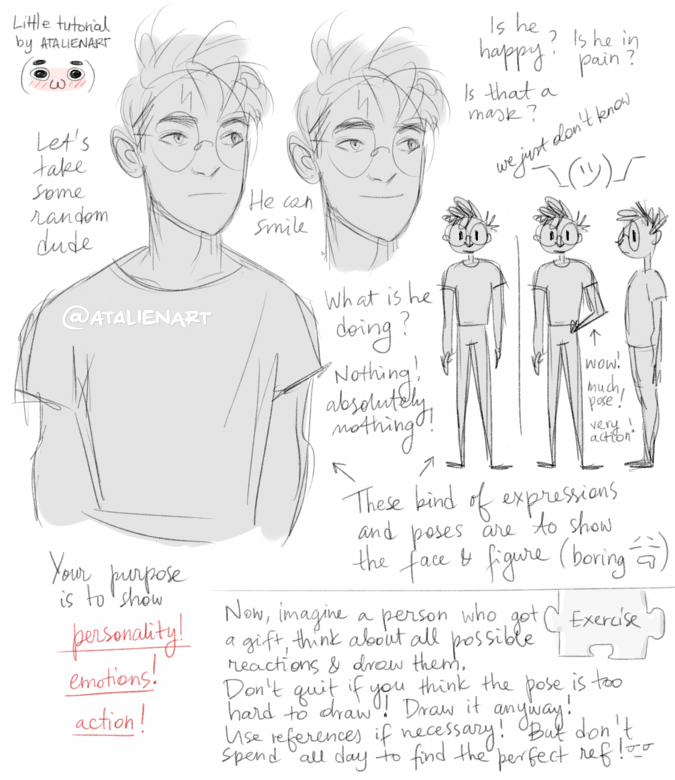 Little tutorial
by ATALIENART
Let's
take
some
random
dude
He can
smile
Is he
happy?
Is he in
pain?
Is that a
mask?
we just don't know
@ATALIENART
What is he
doing?
Nothing!
absolutely
nothing!
wow!
much
pose!
very
action!
These kind of expressions
and poses are to show
the face & figure (boring
Your purpose
is to show
personality!
emotions!
action!
Exercise
Now, imagine a person who got
a gift, think about all possible
reactions & draw them.
Don't quit if you think the pose is too
hard to draw! Draw it anyway!
Use references if necessary! But don't
spend all day to find the perfect ref!